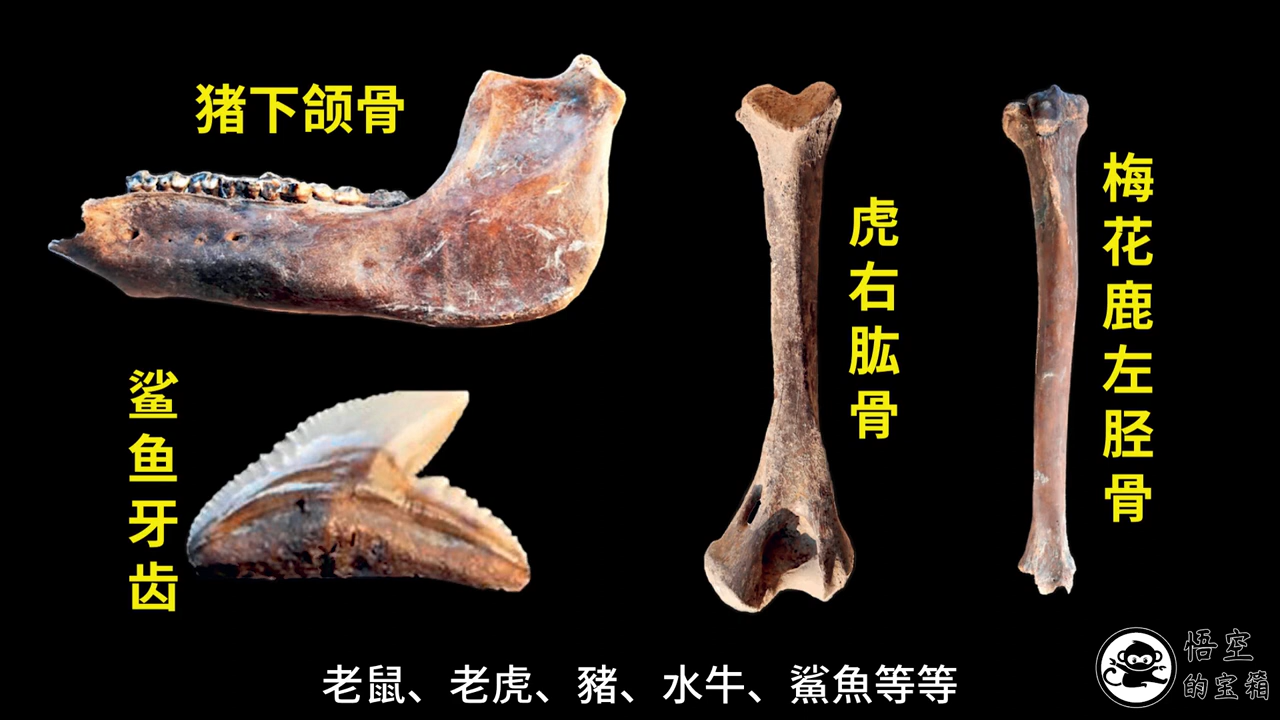 猪下颌骨
鲨鱼牙齿
虎右肱骨
梅花鹿左胫骨
老鼠、老虎、豬、水牛、鯊魚等等
悟空
的宝箱